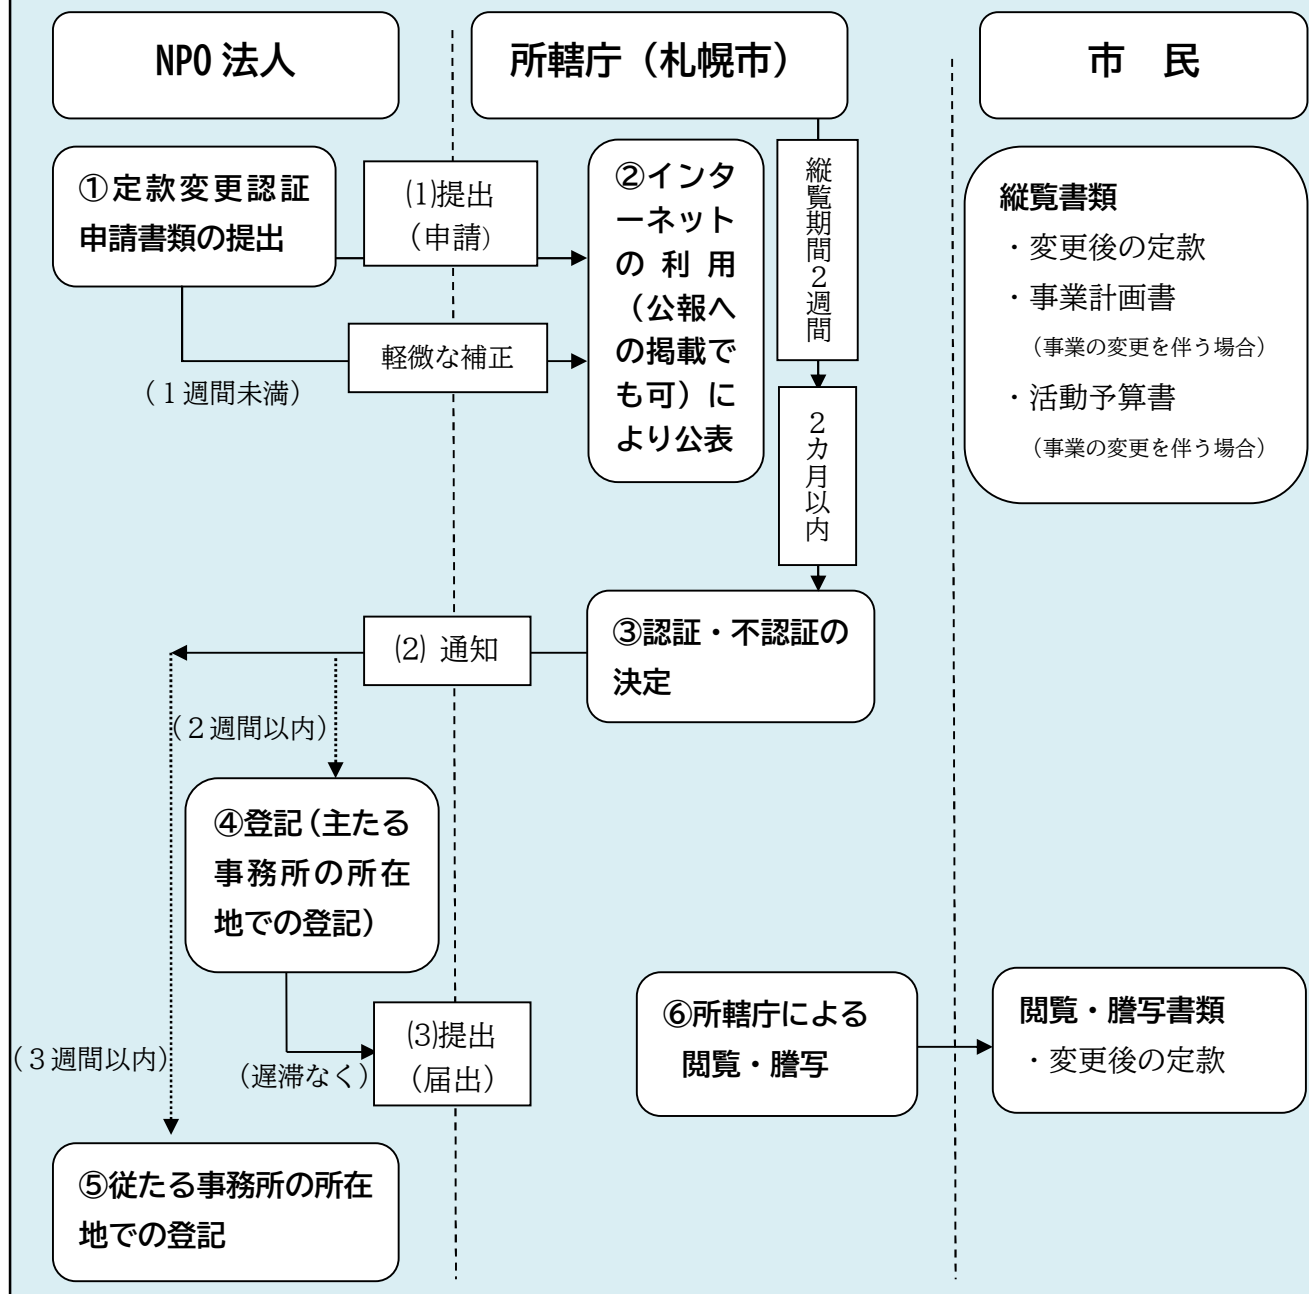 NPO法人
所轄庁（札幌市）
市　民
①定款変更認証
申請書類の提出
⑴提出
（申請）
軽微な補正
（１週間未満）
②インタ
ーネット
の利用
（公報へ
の掲載で
も可）に
より公表
縦覧期間２週間
２カ月以内
縦覧書類
・変更後の定款
・事業計画書
（事業の変更を伴う場合）
・活動予算書
（事業の変更を伴う場合）
③認証・不認証の
決定
⑵ 通知
（２週間以内）
④登記（主たる
事務所の所在
地での登記）
（３週間以内）
（遅滞なく）
⑶提出
（届出）
⑤従たる事務所の所在
地での登記
⑥所轄庁による
閲覧・謄写
閲覧・謄写書類
・変更後の定款